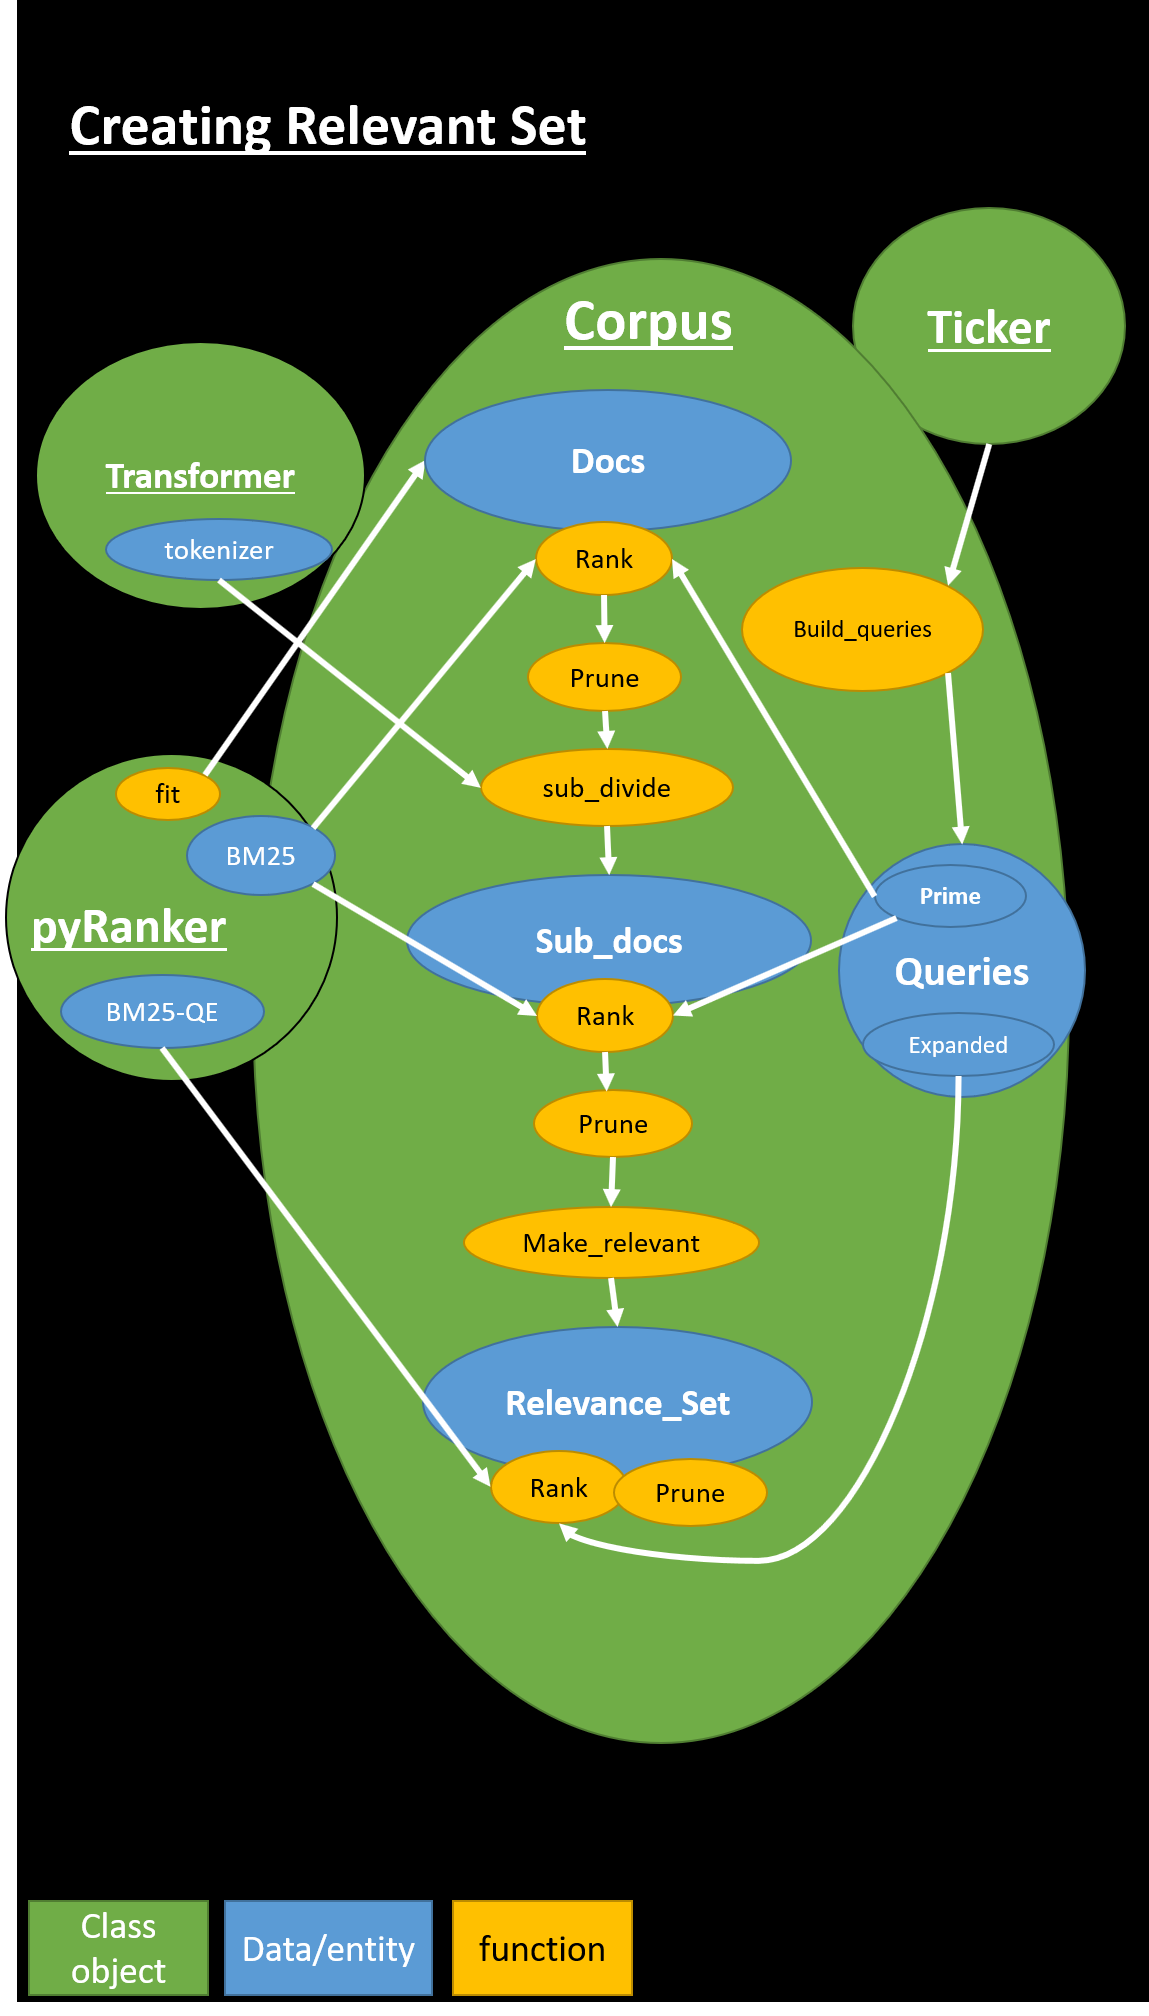 Creating Relevant Set
Corpus
Ticker
Docs
Transformer
tokenizer
Rank
Build_queries
Prune
sub_divide
fit
BM25
pyRanker
BM25-QE
Prime
Queries
Expanded
Sub_docs
Rank
Prune
Make_relevant
Relevance_Set
Rank
Prune
Class
object
Data/entity
function